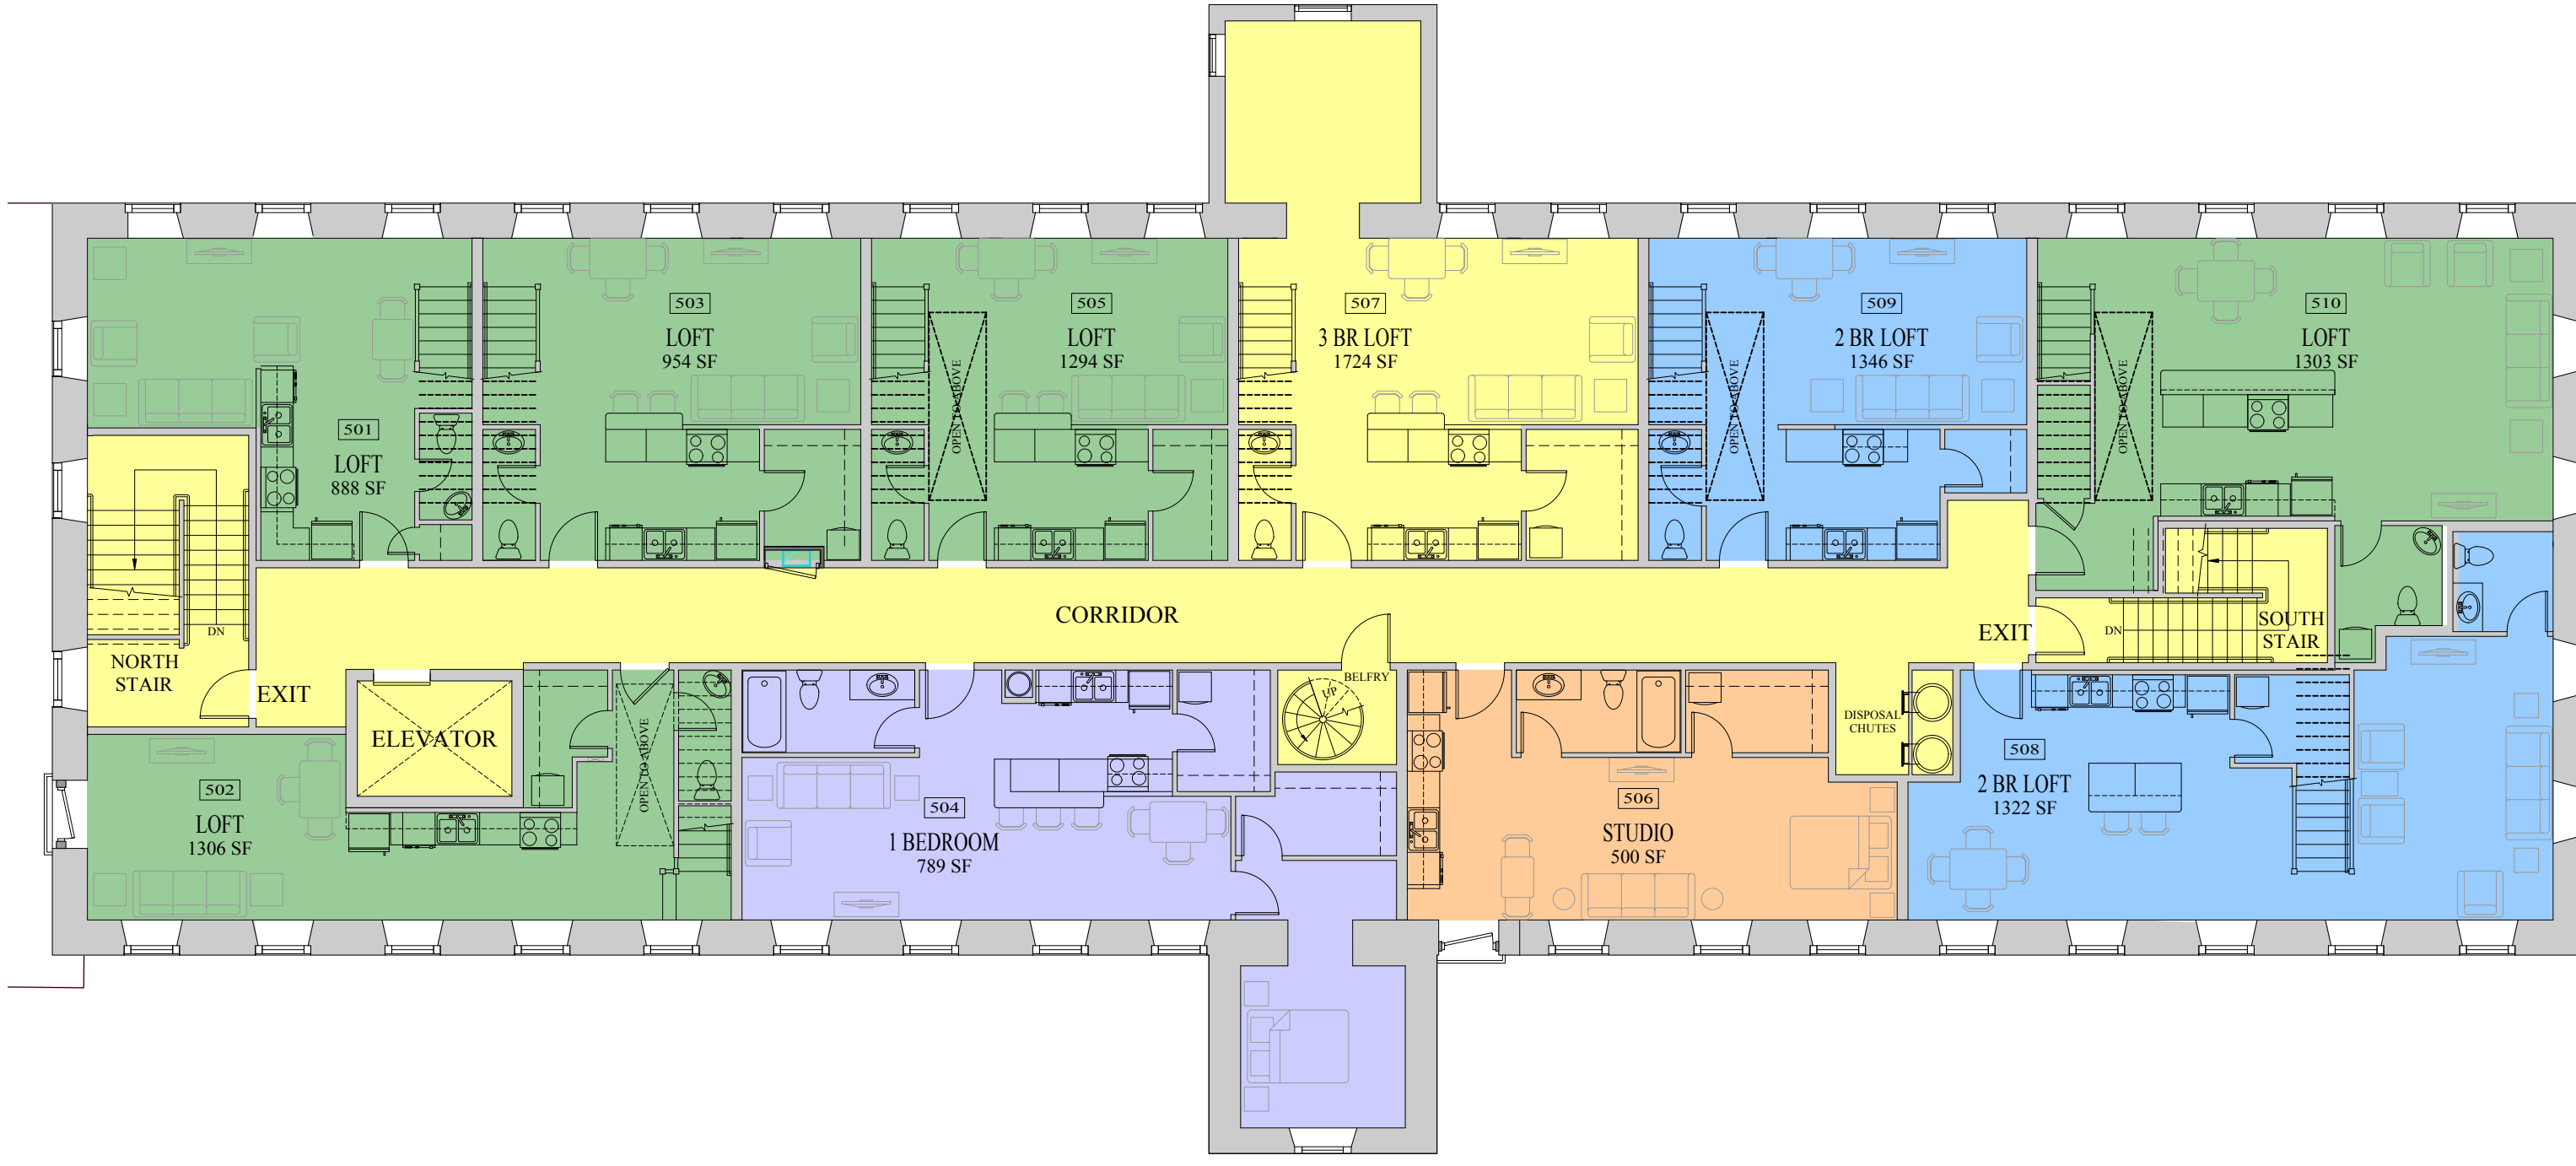 503
LOFT
954 SF
505
LOFT
1294 SF
OPEN TO ABOVE
507
3 BR LOFT
1724 SF
509
2 BR LOFT
1346 SF
OPEN TO ABOVE
510
LOFT
1303 SF
OPEN TO ABOVE
501
LOFT
888 SF
CORRIDOR
DN
NORTH
STAIR
EXIT
EXIT
DN
SOUTH
STAIR
ELEVATOR
OPEN TO ABOVE
UP
BELFRY
DISPOSAL
CHUTES
502
LOFT
1306 SF
504
1 BEDROOM
789 SF
506
STUDIO
500 SF
508
2 BR LOFT
1322 SF